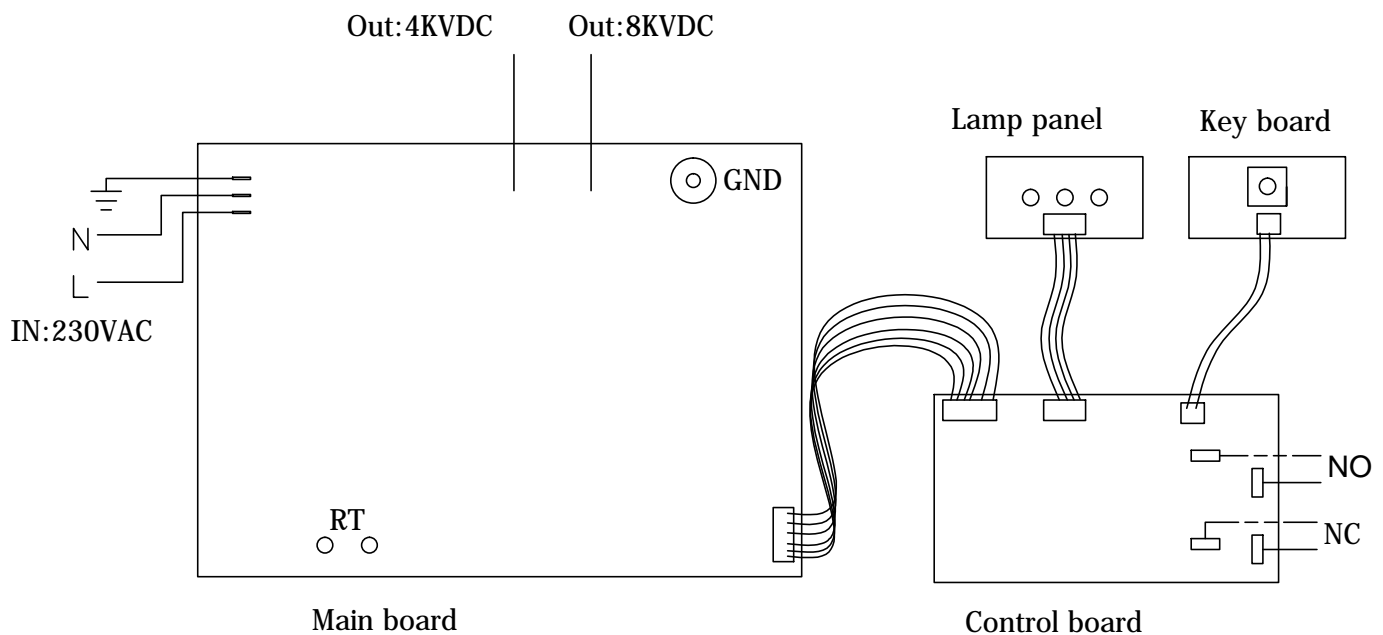 Out:4KVDC
Out:8KVDC
Lamp panel
Key board
GND
N
L
IN:230VAC
NO
RT
NC
Main board
Control board